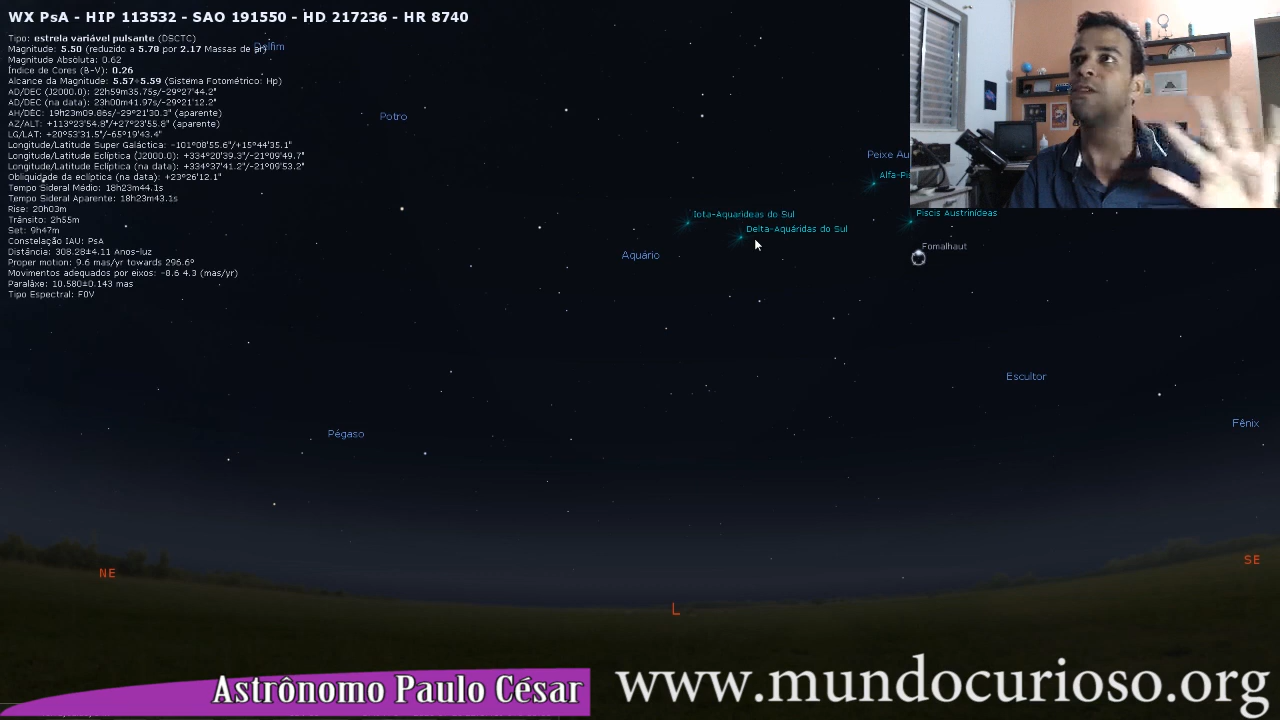 WX PsA - HIP 113532 - SAO 191550 - HD 217236 - HR 8740
Tipo: estrela variável pulsante (DSCTC)
Magnitude: 5.50 (reduzido a 5.78 por 2.17 Massas de ar)
Delfim
Magnitude Absoluta: 0.62
Índice de Cores (B-V): 0.26
Alcance da Magnitude: 5.57÷5.59 (Sistema Fotométrico: Hp)
AD/DEC (J2000.0): 22h59m35.75s/-29°27'44.2"
AD/DEC (na data): 23h00m41.97s/-29°21'12.2"
AH/DEC: 19h23m09.86s/-29°21'30.3" (aparente)
AZ/ALT: +113°23'54.8"/+27°23'55.8" (aparente)
LG/LAT: +20°53'31.5"/-65°19'43.4"
Longitude/Latitude Super Galáctica: -101°08'55.6"/+15°44'35.1"
Longitude/Latitude Eclíptica (J2000.0): +334°20'39.3"/-21°09'49.7"
Longitude/Latitude Eclíptica (na data): +334°37'41.2"/-21°09'53.2"
Obliquidade da eclíptica (na data): +23°26'12.1"
Tempo Sideral Médio: 18h23m44.1s
Tempo Sideral Aparente: 18h23m43.1s
Rise: 20h03m
Trânsito: 2h55m
Set: 9h47m
Constelação IAU: PsA
Distância: 308.28±4.11 Anos-luz
Proper motion: 9.6 mas/yr towards 296.6°
Movimentos adequados por eixos: -8.6 4.3 (mas/yr)
Paralaxe: 10.580±0.143 mas
Tipo Espectral: F0V
Potro
Peixe Au
Alfa-Ps
Iota-Aquarídeas do Sul
Piscis Austrinídeas
Delta-Aquáridas do Sul
Fomalhaut
Aquário
Escultor
Fênix
Pégaso
NE
SE
L
Astrônomo Paulo César
www.mundocurioso.org